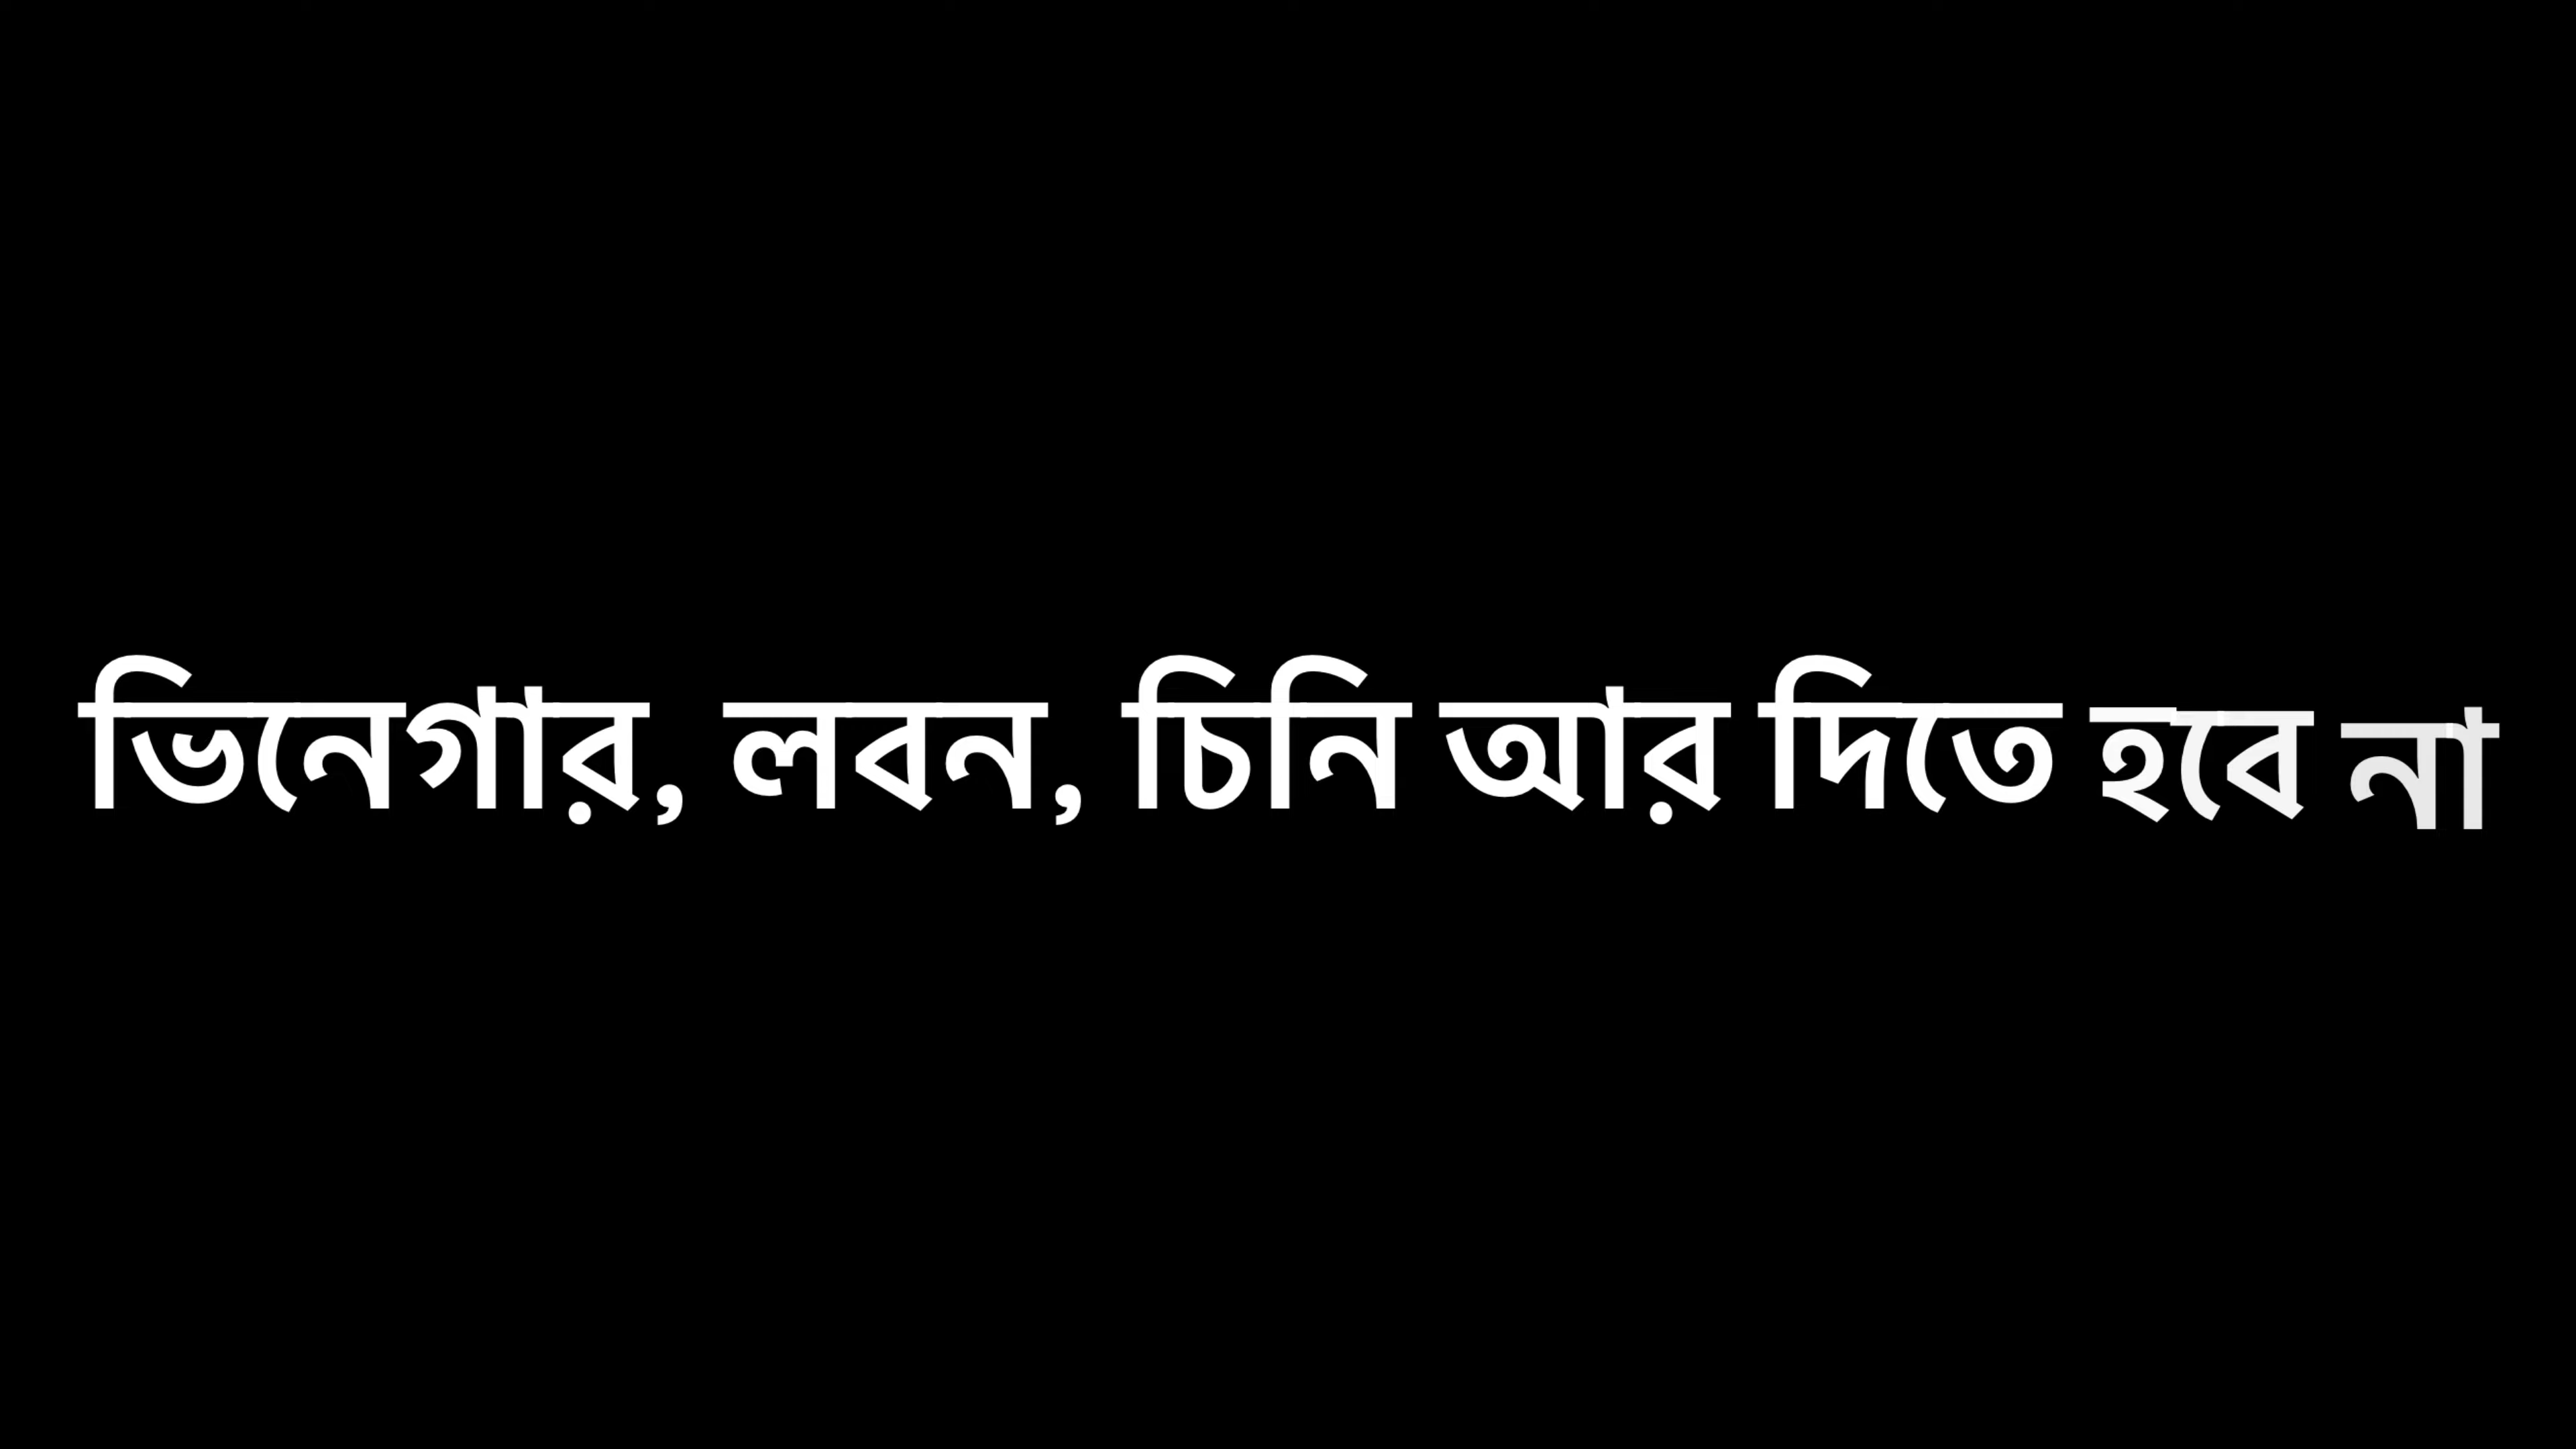 ভিনেগার, লবন, চিনি আর দিতে হবে না